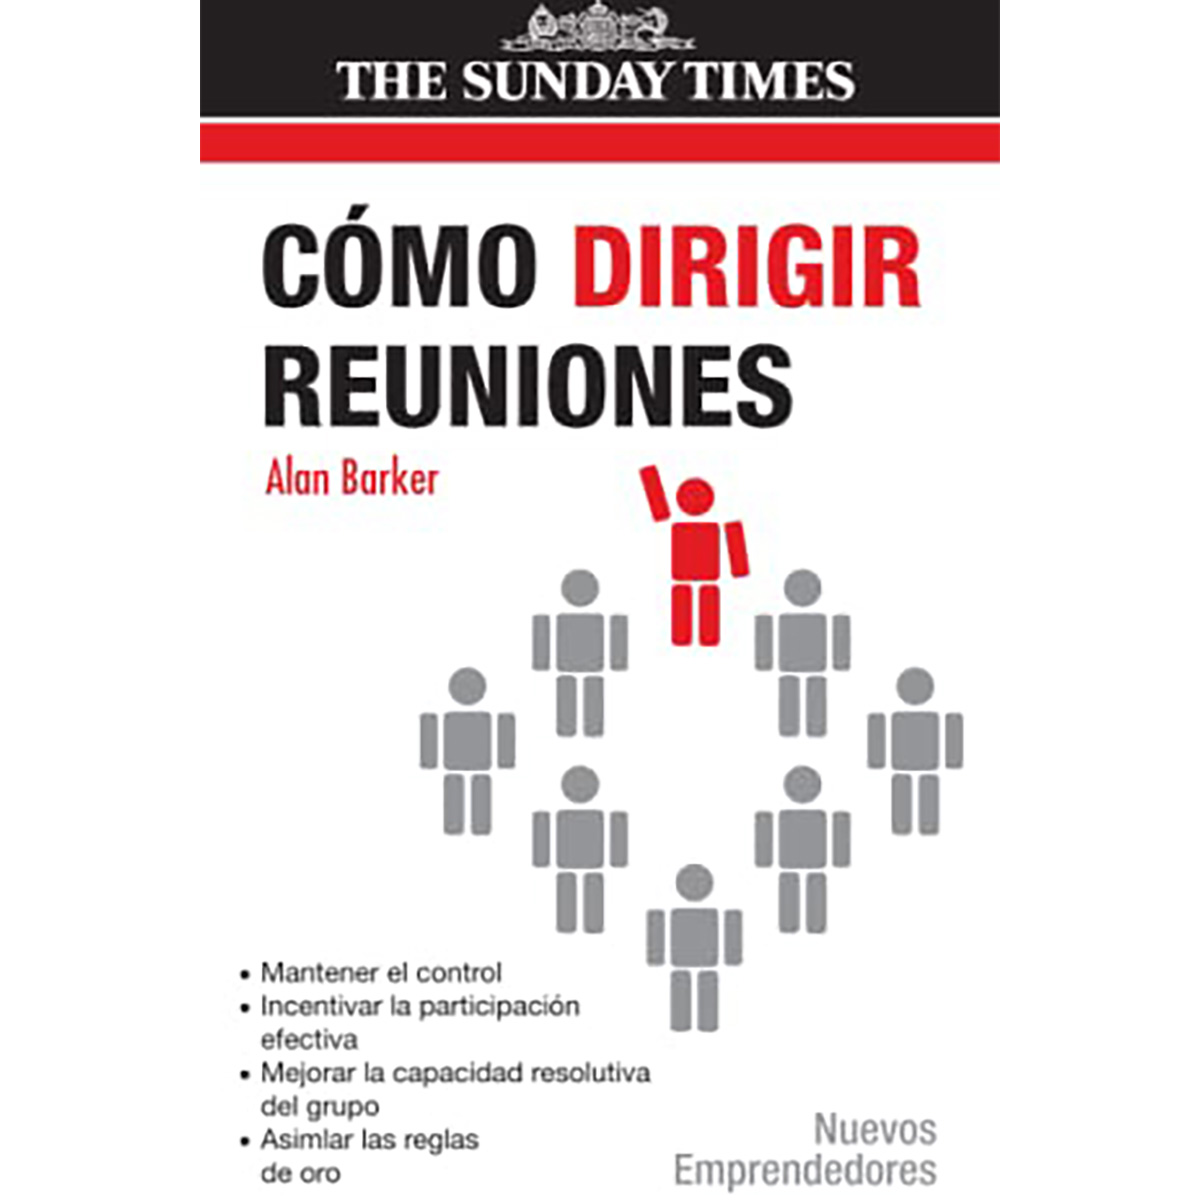 THE SUNDAY TIMES
CÓMO DIRIGIR
REUNIONES
Alan Barker
• Mantener el control
• Incentivar la participación
efectiva
• Mejorar la capacidad resolutiva
del grupo
• Asimlar las reglas
de oro
Nuevos
Emprendedores